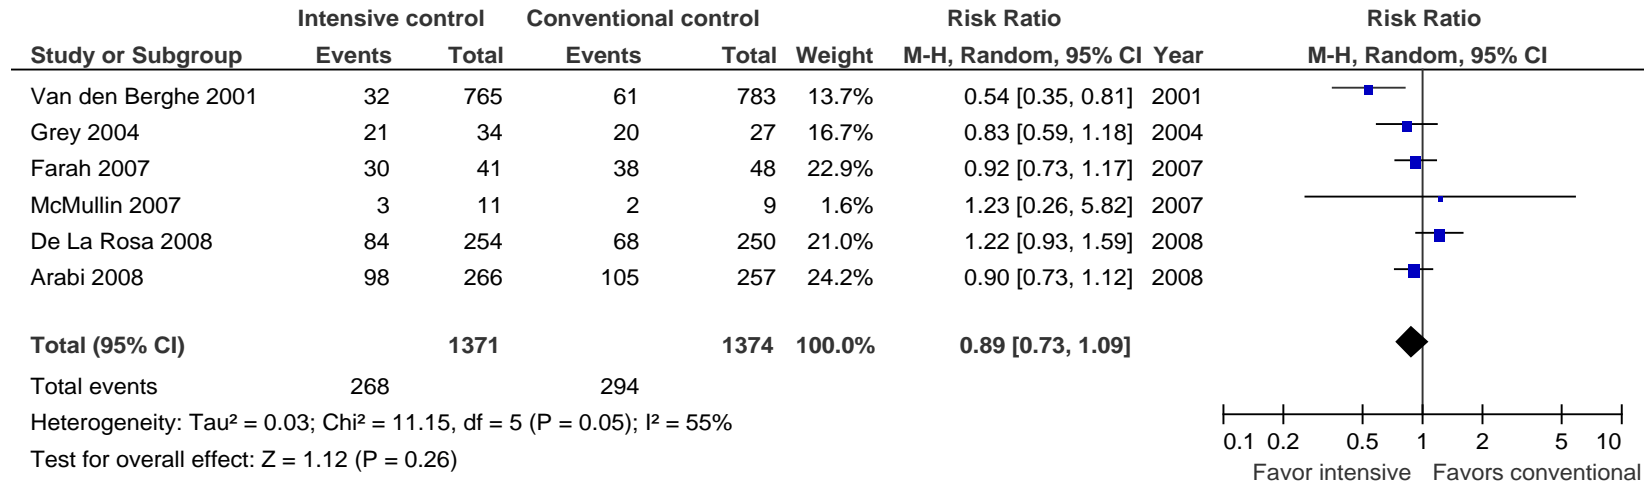 Intensive control Conventional control Risk Ratio Risk Ratio
Study or Subgroup Events Total Events Total Weight M-H, Random, 95% CI Year M-H, Random, 95% CI
Van den Berghe 2001 32 765 61 783 13.7% 0.54 [0.35, 0.81] 2001
Grey 2004 21 34 20 27 16.7% 0.83 [0.59, 1.18] 2004
Farah 2007 30 41 38 48 22.9% 0.92 [0.73, 1.17] 2007
McMullin 2007 3 11 2 9 1.6% 1.23 [0.26, 5.82] 2007
De La Rosa 2008 84 254 68 250 21.0% 1.22 [0.93, 1.59] 2008
Arabi 2008 98 266 105 257 24.2% 0.90 [0.73, 1.12] 2008
Total (95% CI) 1371 1374 100.0% 0.89 [0.73, 1.09]
Total events 268 294
Heterogeneity: Tau² = 0.03; Chi² = 11.15, df = 5 (P = 0.05); I² = 55%
Test for overall effect: Z = 1.12 (P = 0.26)
0.1 0.2 0.5 1 2 5 10
Favor intensive Favors conventional